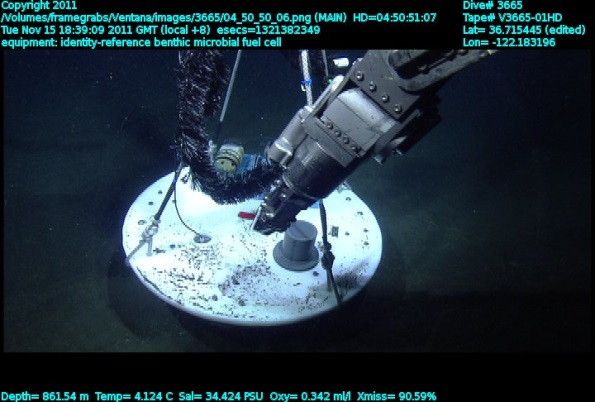 Copyright 2011
Dive# 3665
/Volumes/framegrabs/Ventana/images/3665/04_50_50_06.png (MAIN) HD=04:50:51:07
Tape# V3665-01HD
Tue Nov 15 18:39:09 2011 GMT (local +8) esecs=1321382349
Lat= 36.715445 (edited)
equipment: identity-reference benthic microbial fuel cell
Lon= -122.183196
Depth= 861.54 m Temp= 4.124 C Sal= 34.424 PSU Oxy= 0.342 ml/l Xmiss= 90.59%